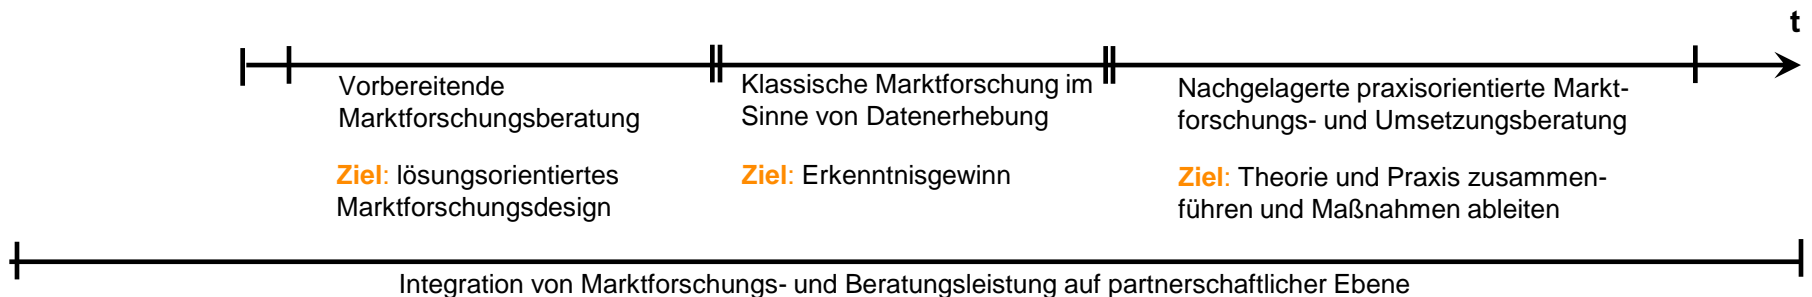 t
Vorbereitende
Marktforschungsberatung
Ziel: lösungsorientiertes
Marktforschungsdesign
Klassische Marktforschung im
Sinne von Datenerhebung
Ziel: Erkenntnisgewinn
Nachgelagerte praxisorientierte Markt-
forschungs- und Umsetzungsberatung
Ziel: Theorie und Praxis zusammen-
führen und Maßnahmen ableiten
Integration von Marktforschungs- und Beratungsleistung auf partnerschaftlicher Ebene